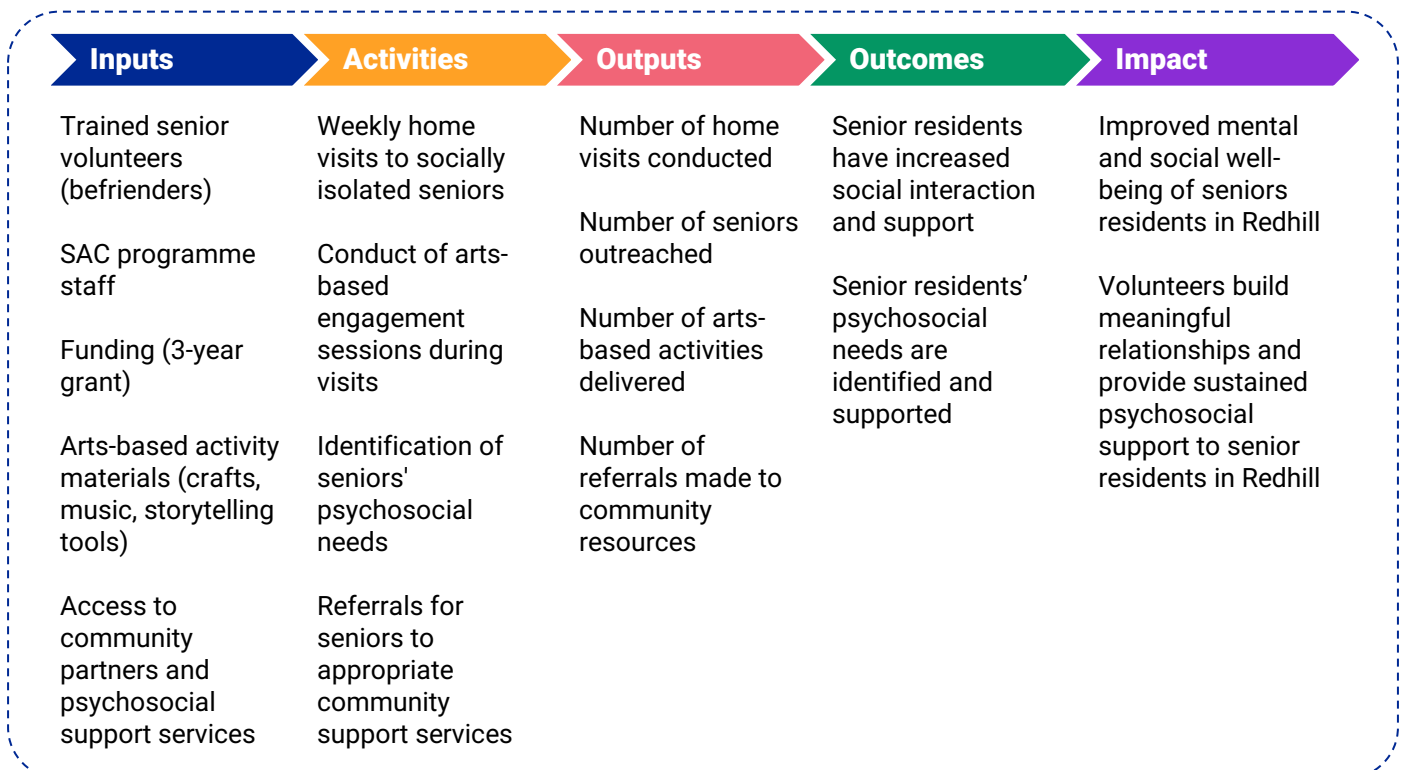 Inputs
Activities
Outputs
Outcomes
Impact
Trained senior
volunteers
(befrienders)
SAC programme
staff
Funding (3-year
grant)
Arts-based activity
materials (crafts,
music, storytelling
tools)
Access to
community
partners and
psychosocial
support services
Weekly home
visits to socially
isolated seniors
Conduct of arts-
based
engagement
sessions during
visits
Identification of
seniors'
psychosocial
needs
Referrals for
seniors to
appropriate
community
support services
Number of home
visits conducted
Number of seniors
outreached
Number of arts-
based activities
delivered
Number of
referrals made to
community
resources
Senior residents
have increased
social interaction
and support
Senior residents’
psychosocial
needs are
identified and
supported
Improved mental
and social well-
being of seniors
residents in Redhill
Volunteers build
meaningful
relationships and
provide sustained
psychosocial
support to senior
residents in Redhill